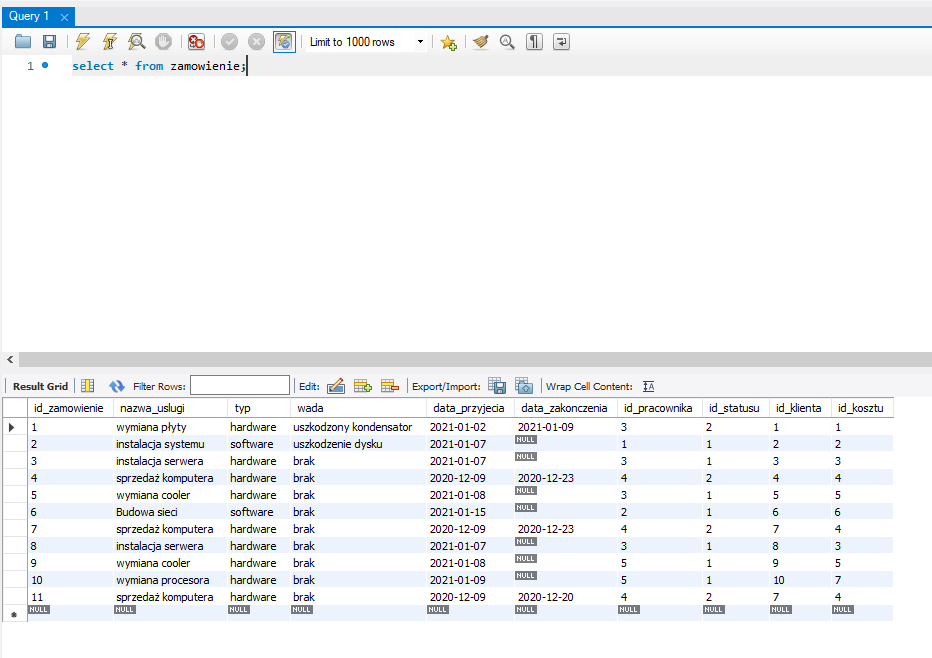 Query 1
Limit to 1000 rows
1 select * from zamowienie;
Result Grid Filter Rows: Edit: Export/Import: Wrap Cell Content:
id_zamowienie nazwa_uslugi typ wada data_przyjecia data_zakonczenia id_pracownika id_statusu id_klienta id_kosztu
1 wymiana płyty hardware uszkodzony kondensator 2021-01-02 2021-01-09 3 2 1 1
2 instalacja systemu software uszkodzenie dysku 2021-01-07 NULL 1 1 2 2
3 instalacja serwera hardware brak 2021-01-07 NULL 3 1 3 3
4 sprzedaż komputera hardware brak 2020-12-09 2020-12-23 4 2 4 4
5 wymiana cooler hardware brak 2021-01-08 NULL 3 1 5 5
6 Budowa sieci software brak 2021-01-15 NULL 2 1 6 6
7 sprzedaż komputera hardware brak 2020-12-09 2020-12-23 4 2 7 4
8 instalacja serwera hardware brak 2021-01-07 NULL 3 1 8 3
9 wymiana cooler hardware brak 2021-01-08 NULL 5 1 9 5
10 wymiana procesora hardware brak 2021-01-09 NULL 5 1 10 7
11 sprzedaż komputera hardware brak 2020-12-09 2020-12-20 4 2 7 4
NULL NULL NULL NULL NULL NULL NULL NULL NULL NULL